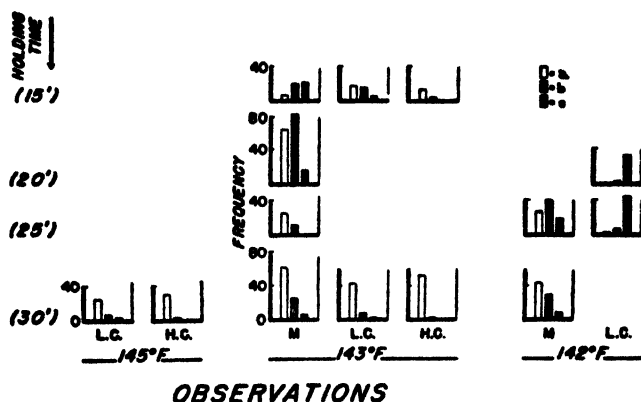 HOLDING TIME
(15')
(20')
(25')
(30')
FREQUENCY
40
80
40
80
40
0
40
0
L.C.
H.C.
M
L.C.
H.C.
M
L.C.
145°F
143°F
142°F
OBSERVATIONS